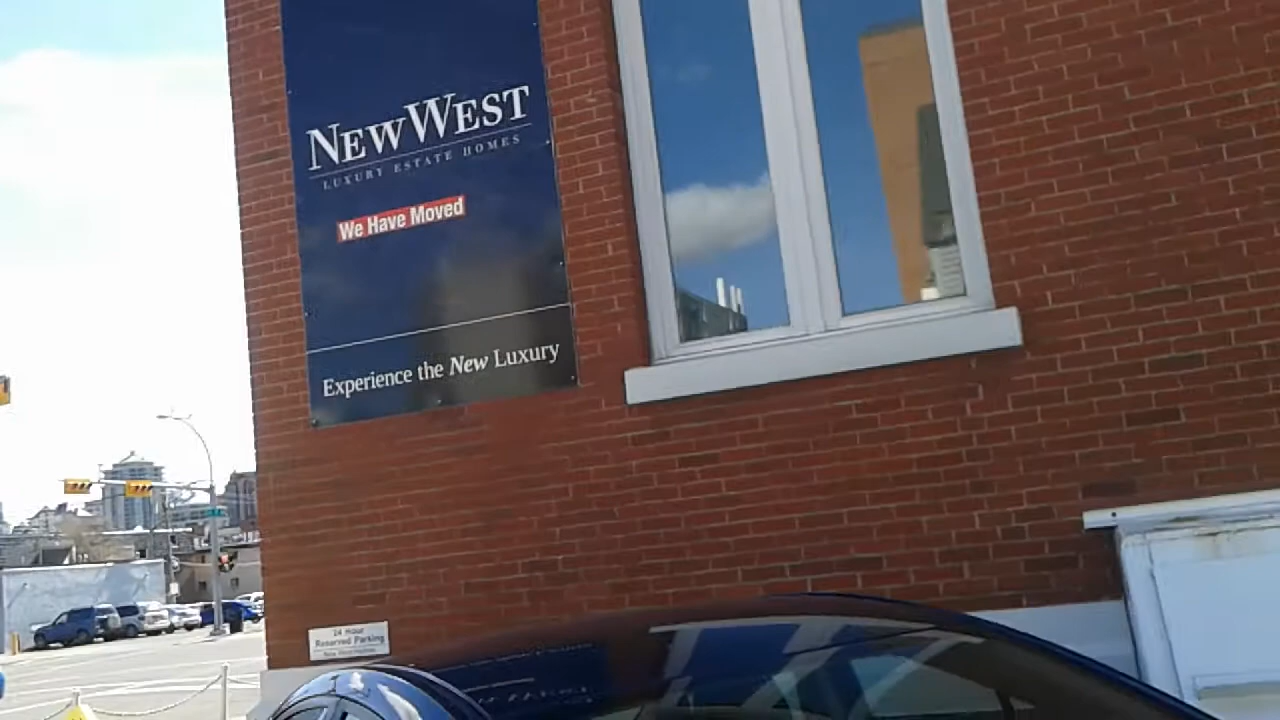 NEWWEST
LUXURY ESTATE HOMES
We Have Moved
Experience the New Luxury
24 Hour
Reserved Parking